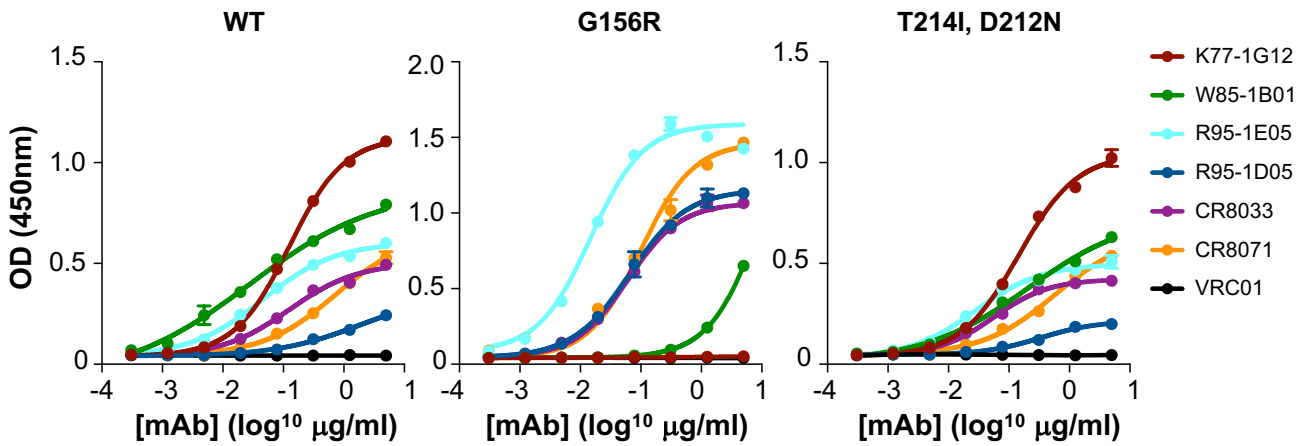 WT
G156R
T214I, D212N
OD (450nm)
1.5
1.0
0.5
0
-4 -3 -2 -1 0 1
[mAb] (log¹⁰ µg/ml)
2.0
1.5
1.0
0.5
0
-4 -3 -2 -1 0 1
[mAb] (log¹⁰ µg/ml)
1.5
1.0
0.5
0
-4 -3 -2 -1 0 1
[mAb] (log¹⁰ µg/ml)
K77-1G12
W85-1B01
R95-1E05
R95-1D05
CR8033
CR8071
VRC01